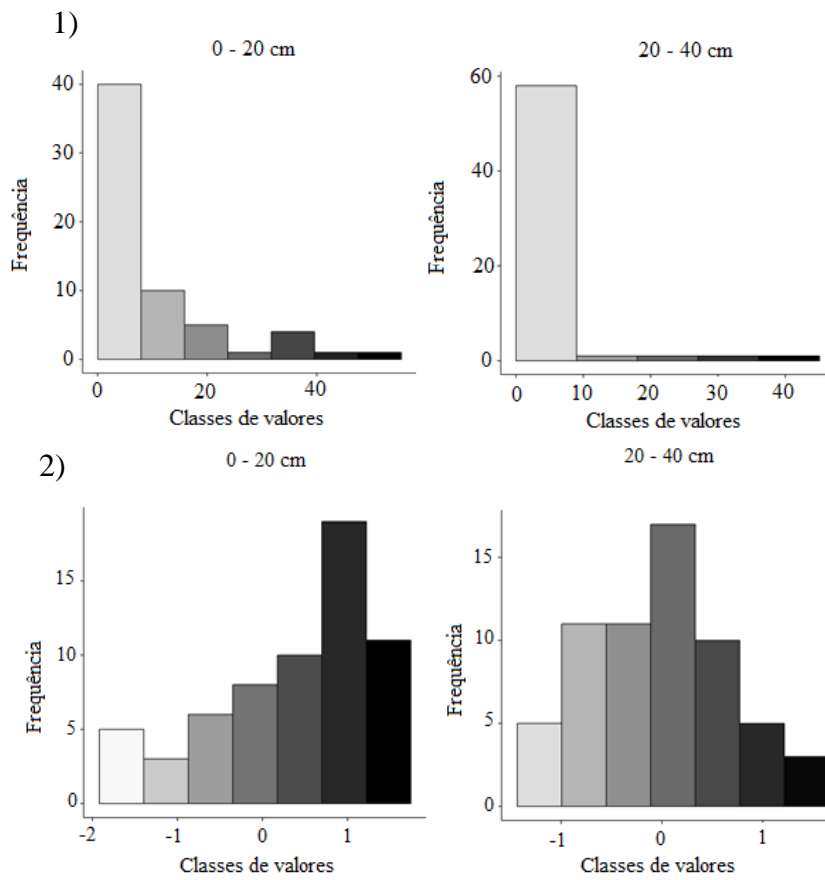 1)
0 - 20 cm
20 - 40 cm
40
30
20
10
0
Frequência
0 20 40
Classes de valores
60
40
20
0
Frequência
0 10 20 30 40
Classes de valores
2)
0 - 20 cm
20 - 40 cm
15
10
5
0
Frequência
-2 -1 0 1
Classes de valores
15
10
5
0
Frequência
-1 0 1
Classes de valores